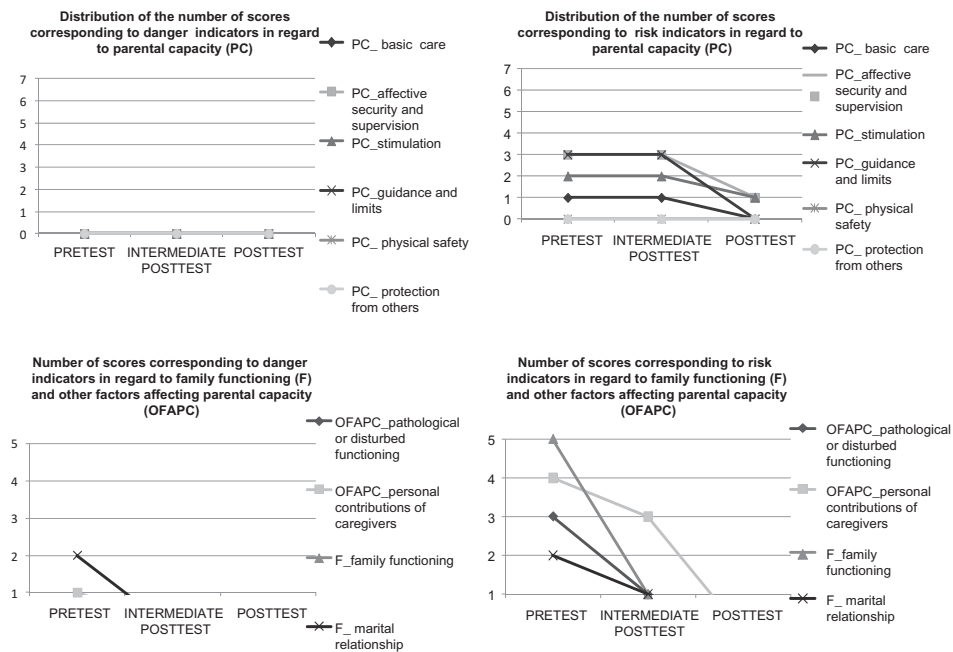 Distribution of the number of scores
corresponding to danger indicators in regard
to parental capacity (PC)
7
6
5
4
3
2
1
0
PRETEST
INTERMEDIATE
POSTTEST
POSTTEST
PC_ basic care
PC_affective
security and
supervision
PC_stimulation
PC_guidance and
limits
PC_ physical safety
PC_ protection
from others
Distribution of the number of scores
corresponding to risk indicators in regard to
parental capacity (PC)
7
6
5
4
3
2
1
0
PRETEST
INTERMEDIATE
POSTTEST
POSTTEST
PC_ basic care
PC_affective
security and
supervision
PC_stimulation
PC_guidance
and limits
PC_ physical
safety
PC_ protection
from others
Number of scores corresponding to danger
indicators in regard to family functioning (F)
and other factors affecting parental capacity
(OFAPC)
5
4
3
2
1
PRETEST
INTERMEDIATE
POSTTEST
POSTTEST
OFAPC_pathological
or disturbed
functioning
OFAPC_personal
contributions of
caregivers
F_family functioning
F_ marital
relationship
Number of scores corresponding to risk
indicators in regard to family functioning (F)
and other factors affecting parental capacity
(OFAPC)
5
4
3
2
1
PRETEST
INTERMEDIATE
POSTTEST
POSTTEST
OFAPC_pathological
or disturbed
functioning
OFAPC_personal
contributions of
caregivers
F_family
functioning
F_ marital
relationship